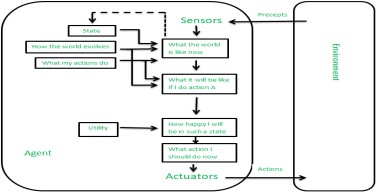 Sensors
Precepts
State
How the world evolves
What my actions do
What the world
is like now
What it will be like
if I do action A
Utility
How happy I will
be in such a state
What action I
should do now
Agent
Actuators
Actions
Environment